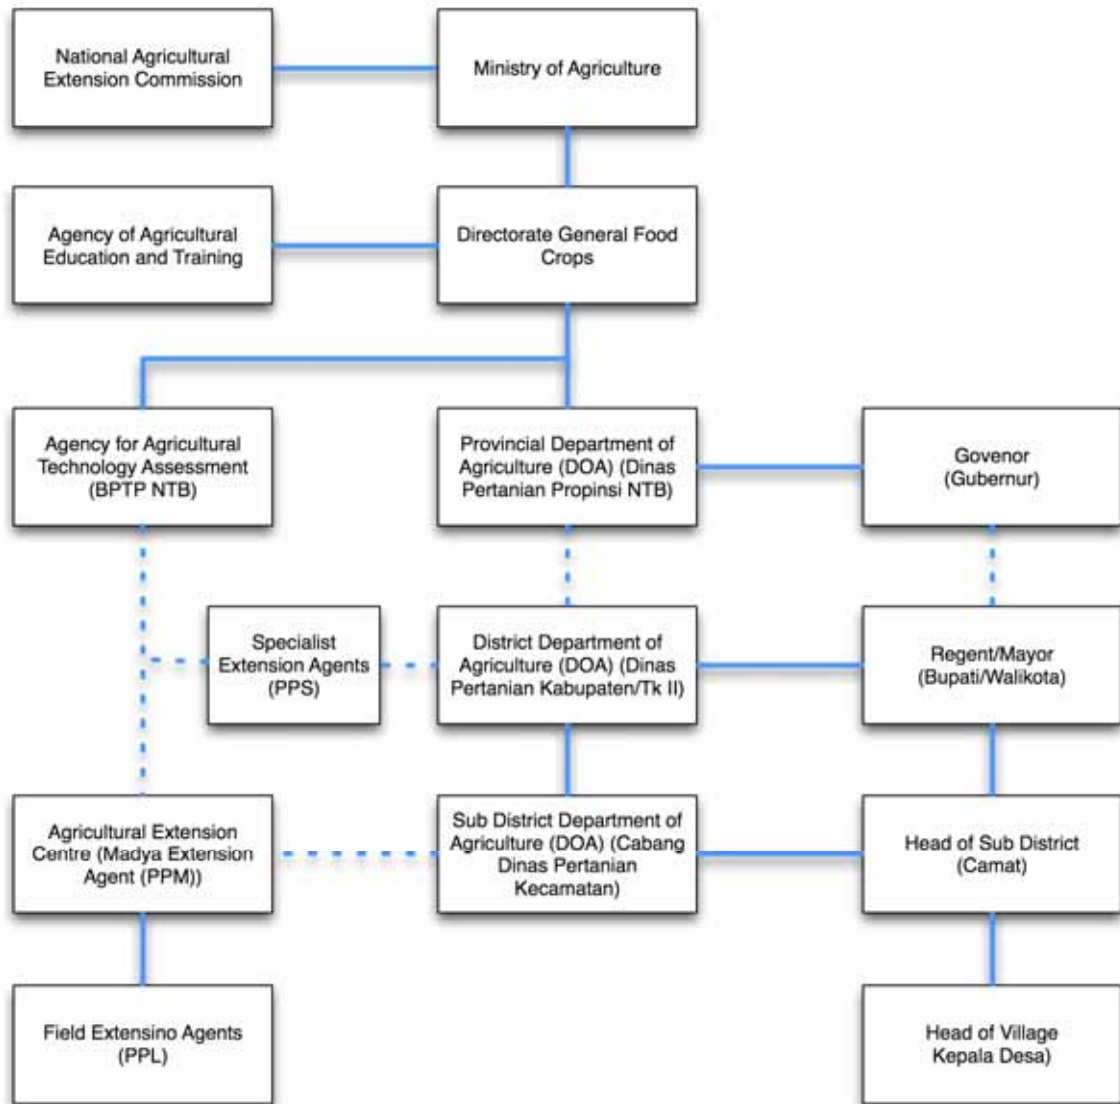 National Agricultural
Extension Commission
Ministry of Agriculture
Agency of Agricultural
Education and Training
Directorate General Food
Crops
Agency for Agricultural
Technology Assessment
(BPTP NTB)
Provincial Department of
Agriculture (DOA) (Dinas
Pertanian Propinsi NTB)
Govenor
(Gubernur)
Specialist
Extension Agents
(PPS)
District Department of
Agriculture (DOA) (Dinas
Pertanian Kabupaten/Tk II)
Regent/Mayor
(Bupati/Walikota)
Agricultural Extension
Centre (Madya Extension
Agent (PPM))
Sub District Department of
Agriculture (DOA) (Cabang
Dinas Pertanian
Kecamatan)
Head of Sub District
(Camat)
Field Extensino Agents
(PPL)
Head of Village
Kepala Desa)